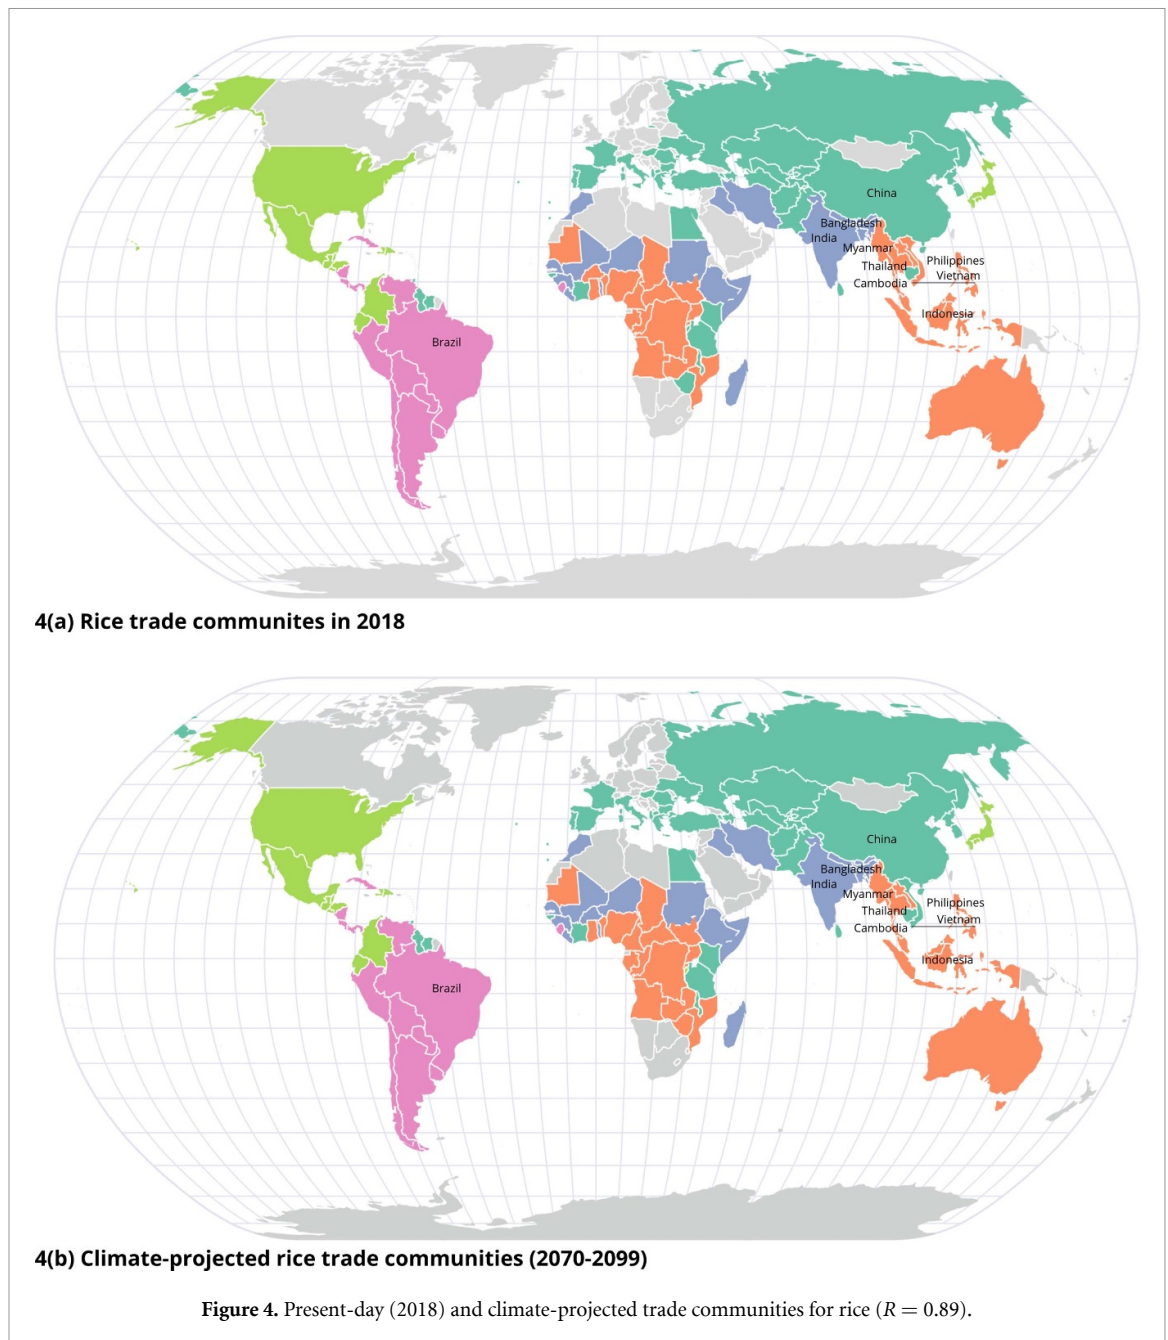 China
Bangladesh
India
Myanmar
Philippines
Thailand
Vietnam
Cambodia
Indonesia
Brazil
4(a) Rice trade communites in 2018
China
Bangladesh
India
Myanmar
Philippines
Thailand
Vietnam
Cambodia
Indonesia
Brazil
4(b) Climate-projected rice trade communities (2070-2099)
Figure 4. Present-day (2018) and climate-projected trade communities for rice (R = 0.89).